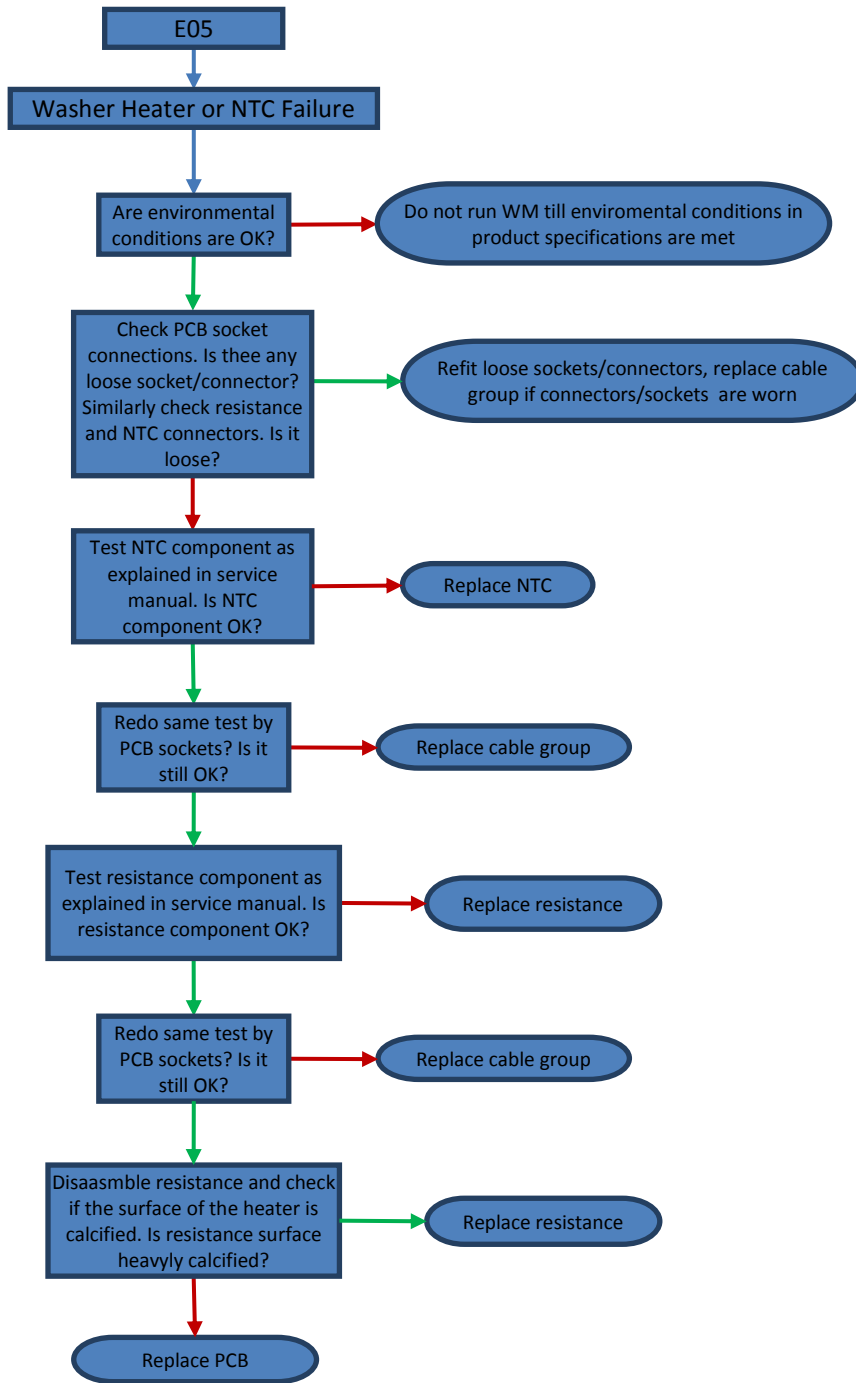 E05
Washer Heater or NTC Failure
Are environmental
conditions are OK?
Do not run WM till enviromental conditions in
product specifications are met
Check PCB socket
connections. Is thee any
loose socket/connector?
Similarly check resistance
and NTC connectors. Is it
loose?
Refit loose sockets/connectors, replace cable
group if connectors/sockets are worn
Test NTC component as
explained in service
manual. Is NTC
component OK?
Replace NTC
Redo same test by
PCB sockets? Is it
still OK?
Replace cable group
Test resistance component as
explained in service manual. Is
resistance component OK?
Replace resistance
Redo same test by
PCB sockets? Is it
still OK?
Replace cable group
Disaasmble resistance and check
if the surface of the heater is
calcified. Is resistance surface
heavyly calcified?
Replace resistance
Replace PCB